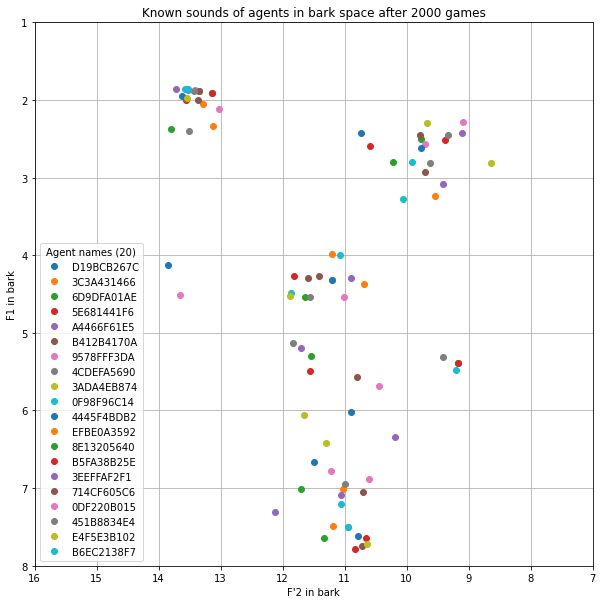 Known sounds of agents in bark space after 2000 games
1
2
3
4
5
6
7
8
F1 in bark
Agent names (20)
D19BCB267C
3C3A431466
6D9DFA01AE
5E681441F6
A4466F61E5
B412B4170A
9578FFF3DA
4CDEFA5690
3ADA4EB874
0F98F96C14
4445F4BDB2
EFBE0A3592
8E13205640
B5FA38B25E
3EEFFAF2F1
714CF605C6
0DF220B015
451B8834E4
E4F5E3B102
B6EC2138F7
16 15 14 13 12 11 10 9 8 7
F'2 in bark